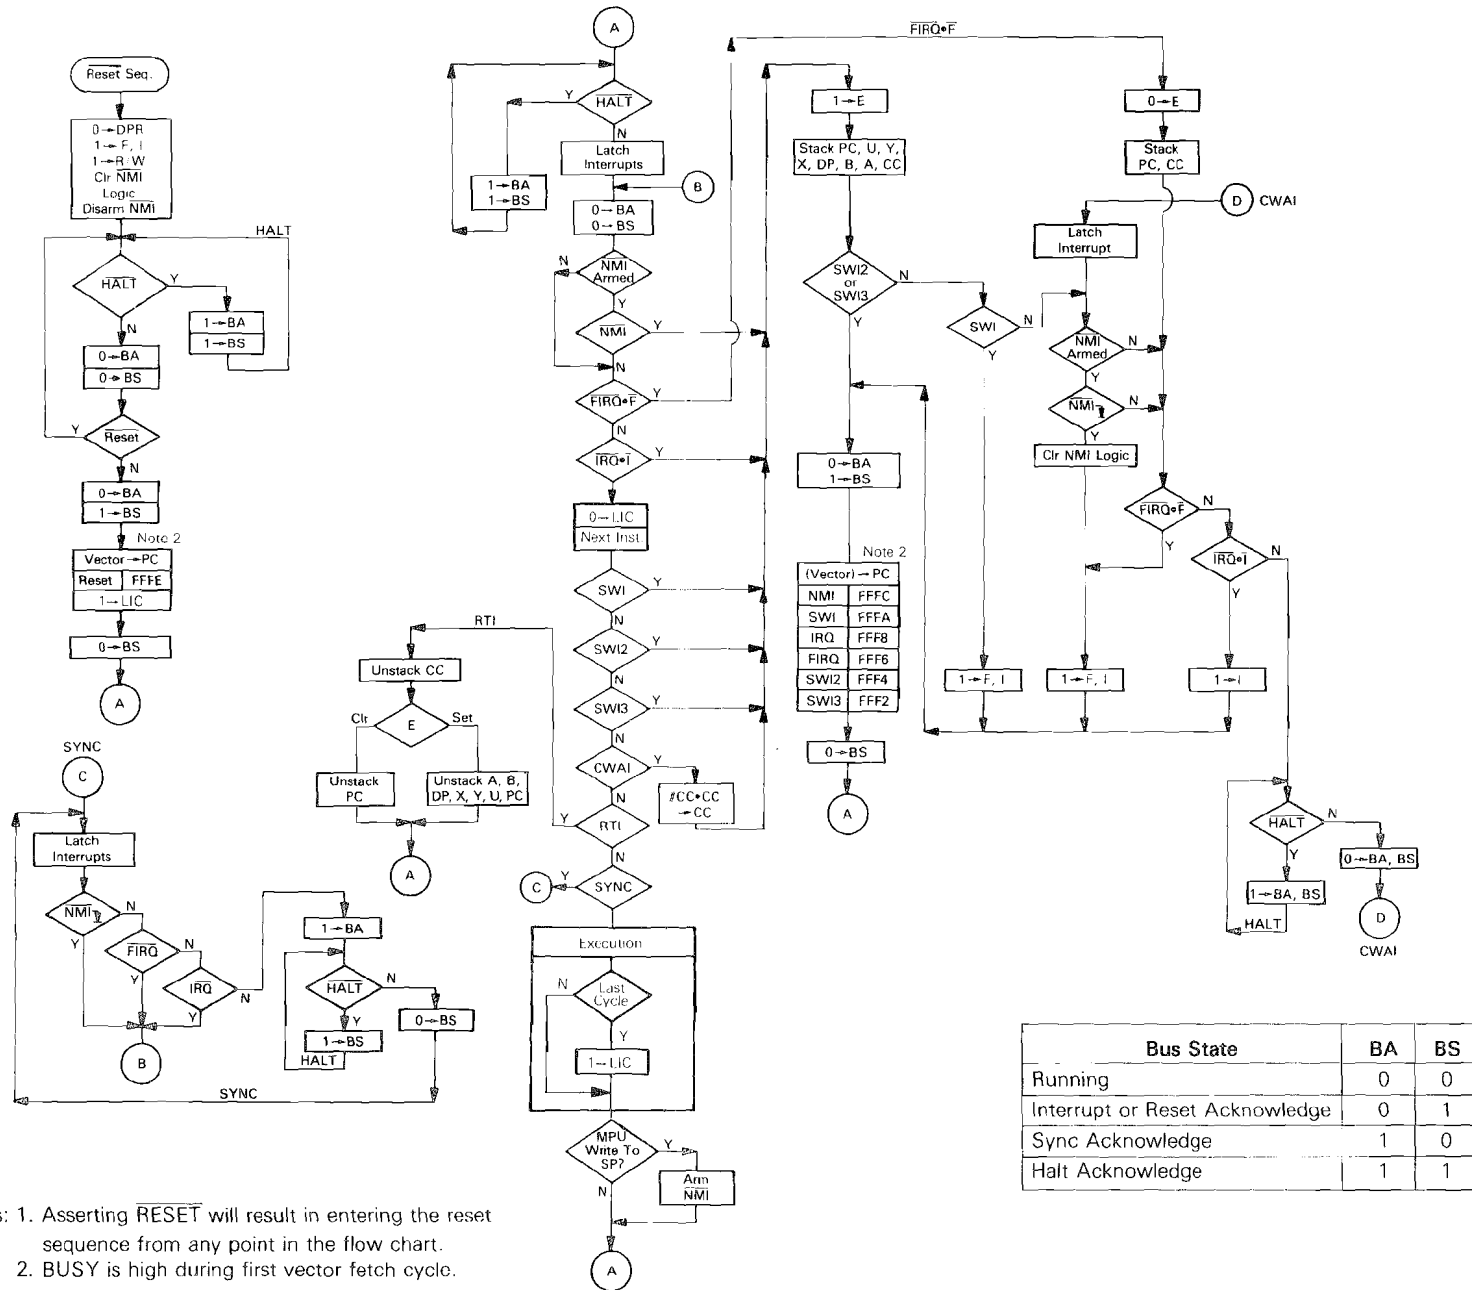 Reset Seq.
0→DPR
1→F, I
1→R/W
Clr NMI
Logic
Disarm NMI
HALT
HALT
Y
N
1→BA
1→BS
0→BA
0→BS
Reset
Y
N
0→BA
1→BS
Note 2
Vector→PC
Reset FFFE
1→LIC
0→BS
A
A
HALT
Y
N
Latch
Interrupts
1→BA
1→BS
B
0→BA
0→BS
NMI
Armed
N
Y
NMI
Y
N
FIRQ•F
Y
N
IRQ•I
Y
N
0→LIC
Next Inst.
SWI
Y
N
SWI2
Y
N
SWI3
Y
N
CWAI
Y
N
#CC•CC
→CC
RTI
Y
N
SYNC
Y
C
N
Execution
Last
Cycle
N
Y
1→LIC
MPU
Write To
SP?
Y
N
Arm
NMI
A
RTI
Unstack CC
E
Clr
Set
Unstack
PC
Unstack A, B,
DP, X, Y, U, PC
A
SYNC
C
Latch
Interrupts
NMI
N
Y
FIRQ
N
Y
IRQ
N
Y
B
1→BA
HALT
N
Y
1→BS
HALT
0→BS
SYNC
FIRQ•F
1→E
Stack PC, U, Y,
X, DP, B, A, CC
SWI2
or
SWI3
N
Y
SWI
N
Y
0→BA
1→BS
Note 2
(Vector)→PC
NMI FFFC
SWI FFFA
IRQ FFF8
FIRQ FFF6
SWI2 FFF4
SWI3 FFF2
0→BS
A
0→E
Stack
PC, CC
D CWAI
Latch
Interrupt
NMI
Armed
N
Y
NMI
N
Y
Clr NMI Logic
FIRQ•F
N
Y
IRQ•I
N
Y
1→F, I
1→F, I
1→I
HALT
N
Y
0→BA, BS
1→BA, BS
HALT
D
CWAI
Bus State BA BS
Running 0 0
Interrupt or Reset Acknowledge 0 1
Sync Acknowledge 1 0
Halt Acknowledge 1 1
s: 1. Asserting RESET will result in entering the reset
sequence from any point in the flow chart.
2. BUSY is high during first vector fetch cycle.